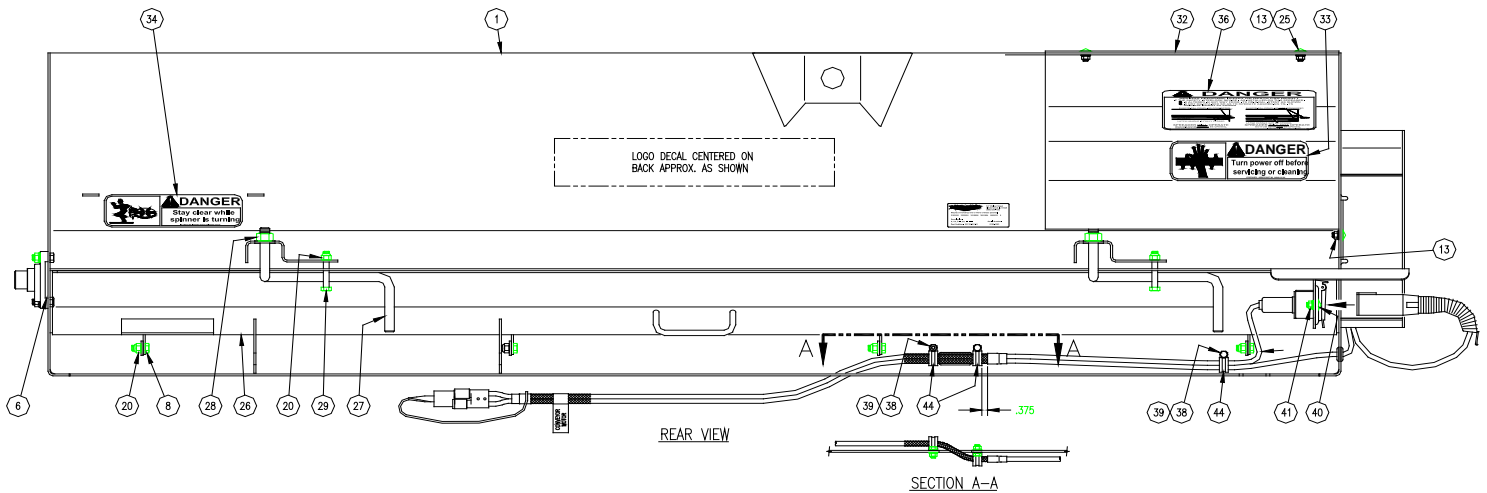 34
1
32
36
13
25
33
DANGER
LOGO DECAL CENTERED ON
BACK APPROX. AS SHOWN
DANGER
Turn power off before
servicing or cleaning
DANGER
Stay clear while
spinner is turning
13
A
A
6
20
8
28
26
20
29
27
CONVEYOR
MOTOR
39
38
44
.375
39
38
44
41
40
REAR VIEW
SECTION A-A